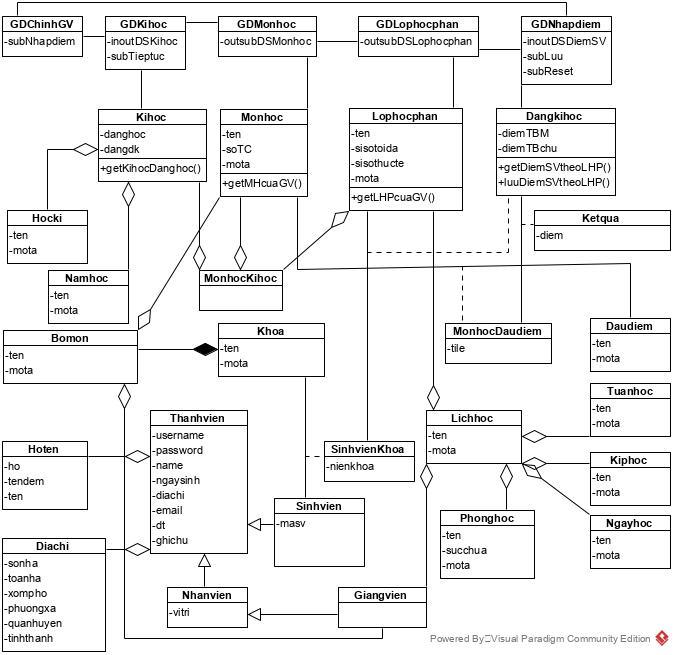 GDChinhGV
-subNhapdiem
GDKihoc
-inoutDSKihoc
-subTieptuc
GDMonhoc
-outsubDSMonhoc
GDLophocphan
-outsubDSLophocphan
GDNhapdiem
-inoutDSDiemSV
-subLuu
-subReset
Kihoc
-danghoc
-dangdk
+getKihocDanghoc()
Monhoc
-ten
-soTC
-mota
+getMHcuaGV()
Lophocphan
-ten
-sisotoida
-sisothucte
-mota
+getLHPcuaGV()
Dangkihoc
-diemTBM
-diemTBchu
+getDiemSVtheoLHP()
+luuDiemSVtheoLHP()
Hocki
-ten
-mota
Ketqua
-diem
Namhoc
-ten
-mota
MonhocKihoc
Bomon
-ten
-mota
Khoa
-ten
-mota
MonhocDaudiem
-tile
Daudiem
-ten
-mota
Tuanhoc
-ten
-mota
Thanhvien
-username
-password
-name
-ngaysinh
-diachi
-email
-dt
-ghichu
Lichhoc
-ten
-mota
Hoten
-ho
-tendem
-ten
SinhvienKhoa
-nienkhoa
Kiphoc
-ten
-mota
Sinhvien
-masv
Phonghoc
-ten
-succhua
-mota
Ngayhoc
-ten
-mota
Diachi
-sonha
-toanha
-xompho
-phuongxa
-quanhuyen
-tinhthanh
Nhanvien
-vitri
Giangvien
Powered By Visual Paradigm Community Edition